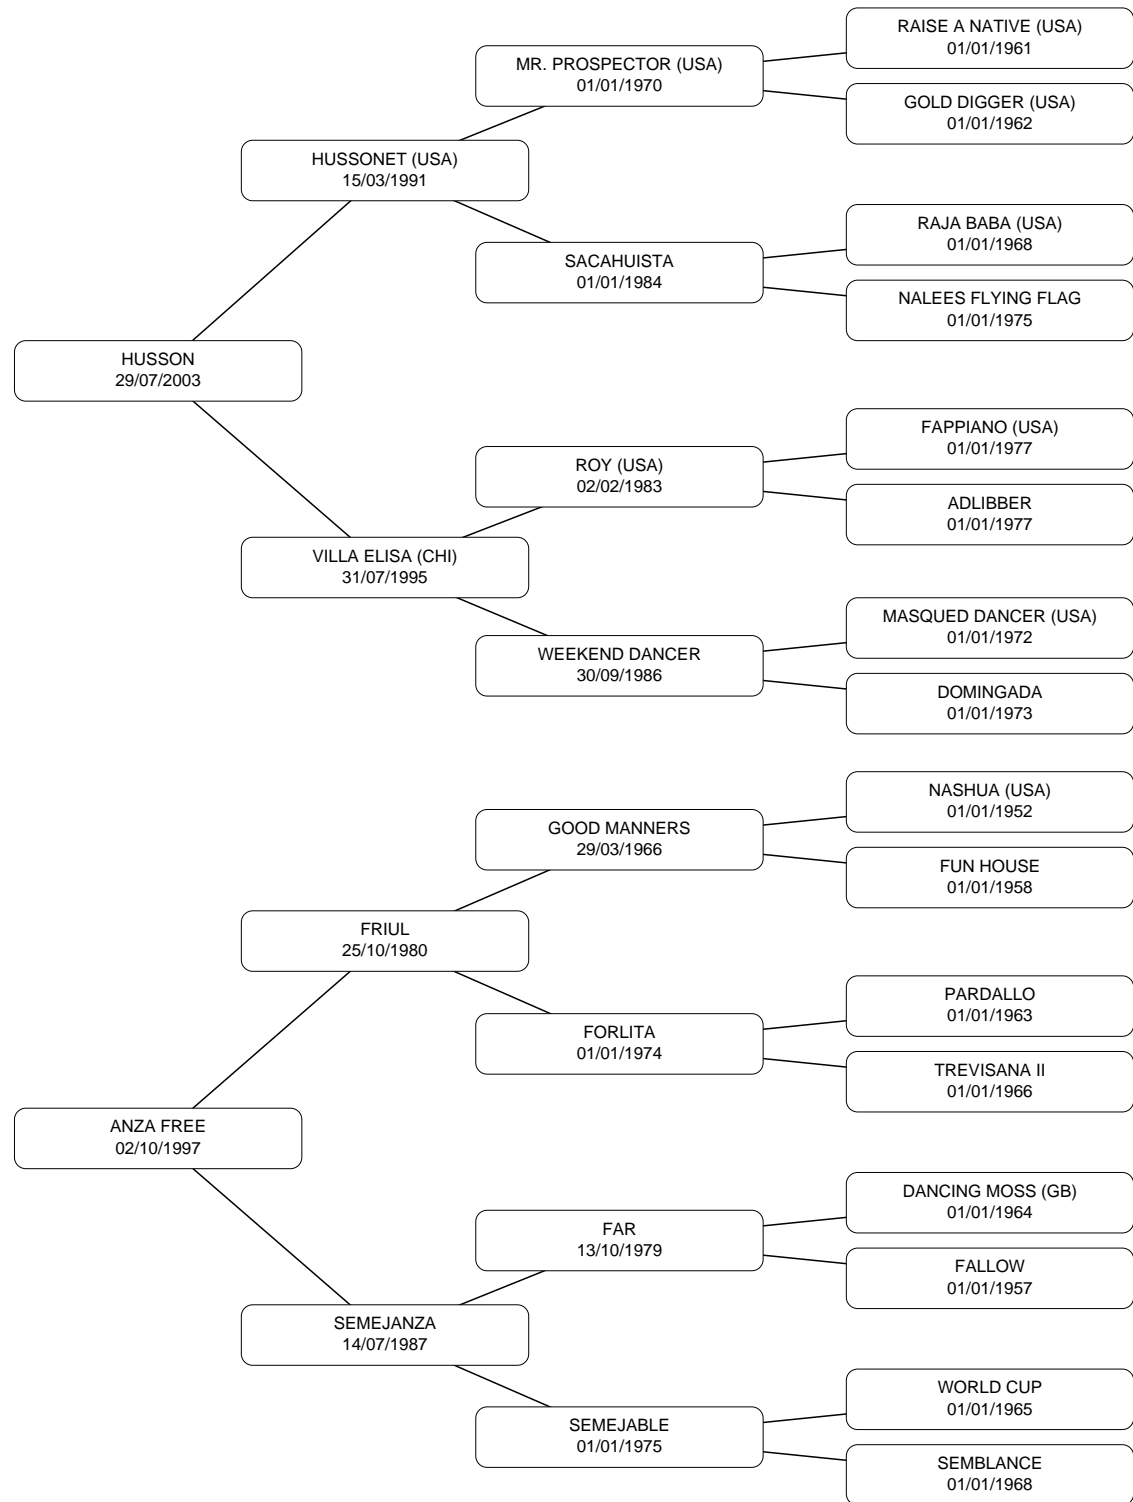 RAISE A NATIVE (USA)
01/01/1961
MR. PROSPECTOR (USA)
01/01/1970
GOLD DIGGER (USA)
01/01/1962
HUSSONET (USA)
15/03/1991
RAJA BABA (USA)
01/01/1968
SACAHUISTA
01/01/1984
NALEES FLYING FLAG
01/01/1975
HUSSON
29/07/2003
FAPPIANO (USA)
01/01/1977
ROY (USA)
02/02/1983
ADLIBBER
01/01/1977
VILLA ELISA (CHI)
31/07/1995
MASQUED DANCER (USA)
01/01/1972
WEEKEND DANCER
30/09/1986
DOMINGADA
01/01/1973
NASHUA (USA)
01/01/1952
GOOD MANNERS
29/03/1966
FUN HOUSE
01/01/1958
FRIUL
25/10/1980
PARDALLO
01/01/1963
FORLITA
01/01/1974
TREVISANA II
01/01/1966
ANZA FREE
02/10/1997
DANCING MOSS (GB)
01/01/1964
FAR
13/10/1979
FALLOW
01/01/1957
SEMEJANZA
14/07/1987
WORLD CUP
01/01/1965
SEMEJABLE
01/01/1975
SEMBLANCE
01/01/1968